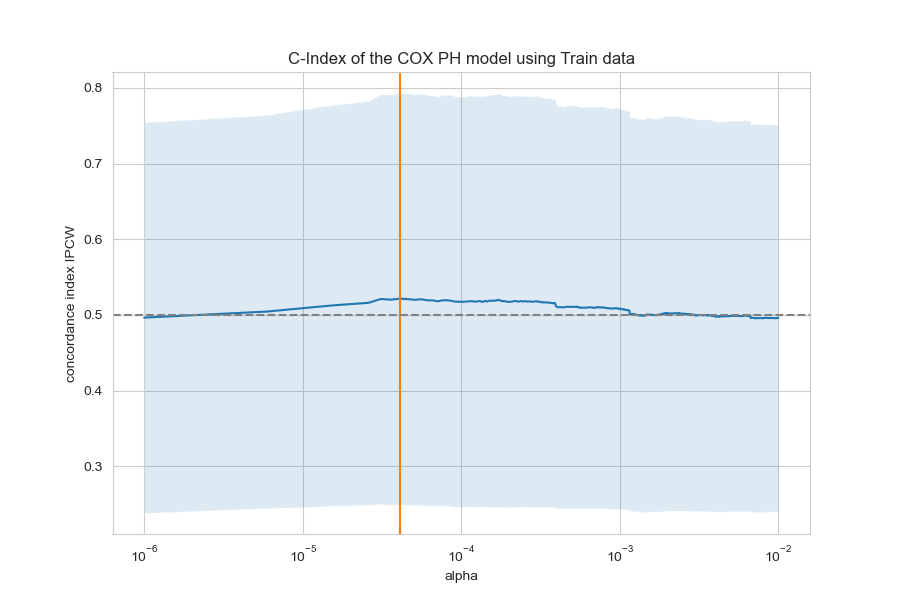 C-Index of the COX PH model using Train data
concordance index IPCW
0.8
0.7
0.6
0.5
0.4
0.3
10⁻⁶ 10⁻⁵ 10⁻⁴ 10⁻³ 10⁻²
alpha